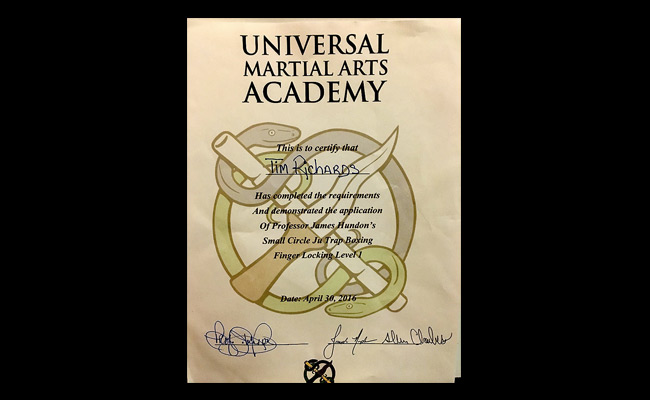 UNIVERSAL
MARTIAL ARTS
ACADEMY
This is to certify that
TIM RICHARDS
Has completed the requirements
And demonstrated the application
Of Professor James Hundon's
Small Circle Ju Trap Boxing
Finger Locking Level 1
Date: April 30, 2016